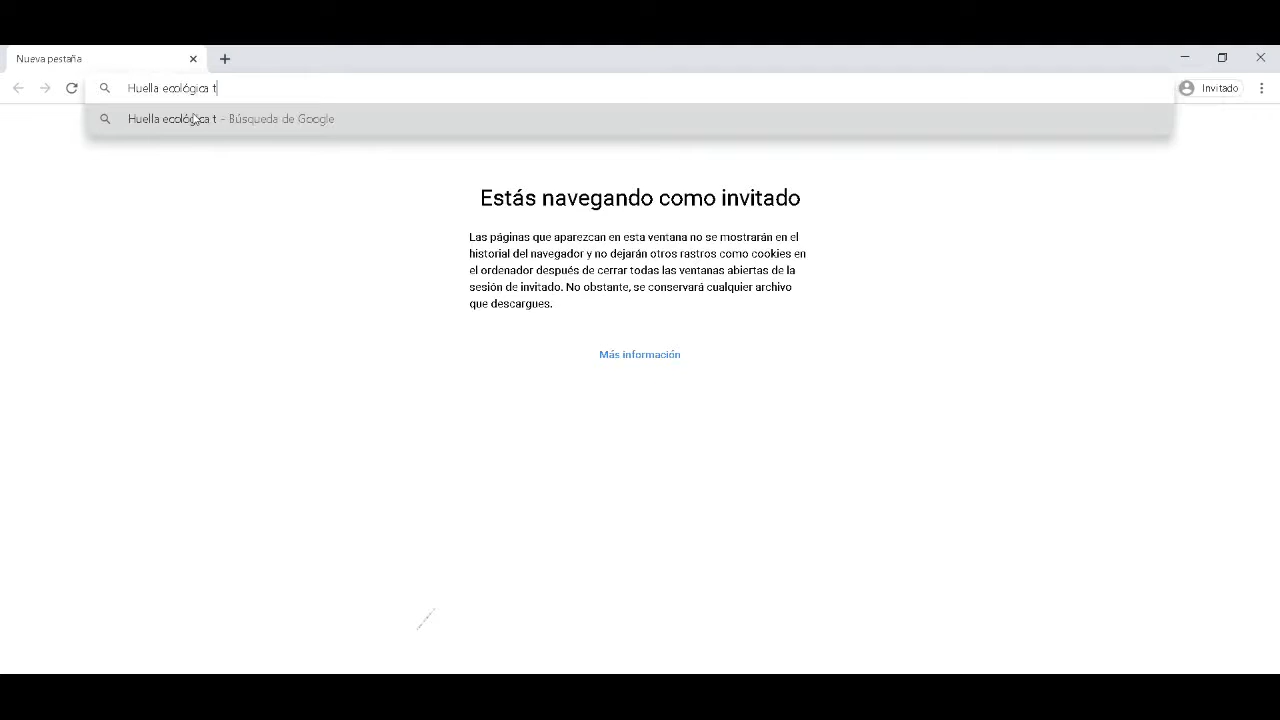 Nueva pestaña
Huella ecológica t
Invitado
Huella ecológica t - Búsqueda de Google
Estás navegando como invitado
Las páginas que aparezcan en esta ventana no se mostrarán en el
historial del navegador y no dejarán otros rastros como cookies en
el ordenador después de cerrar todas las ventanas abiertas de la
sesión de invitado. No obstante, se conservará cualquier archivo
que descargues.
Más información